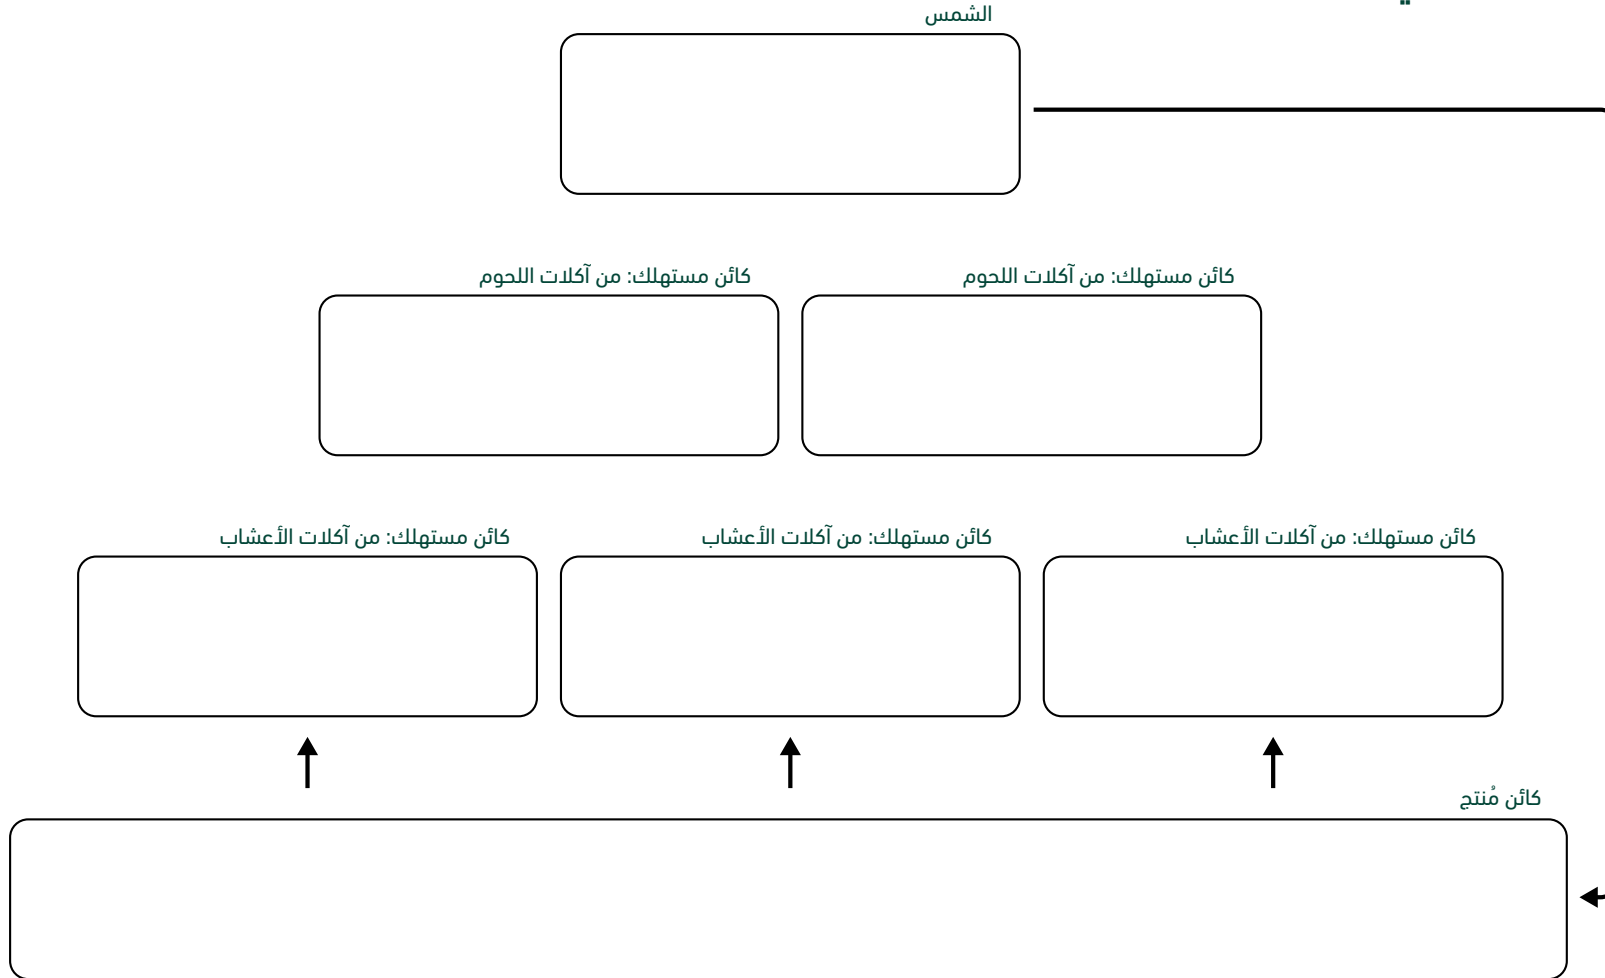 الشمس
كائن مستهلك: من آكلات اللحوم
كائن مستهلك: من آكلات اللحوم
كائن مستهلك: من آكلات الأعشاب
كائن مستهلك: من آكلات الأعشاب
كائن مستهلك: من آكلات الأعشاب
كائن مُنتج